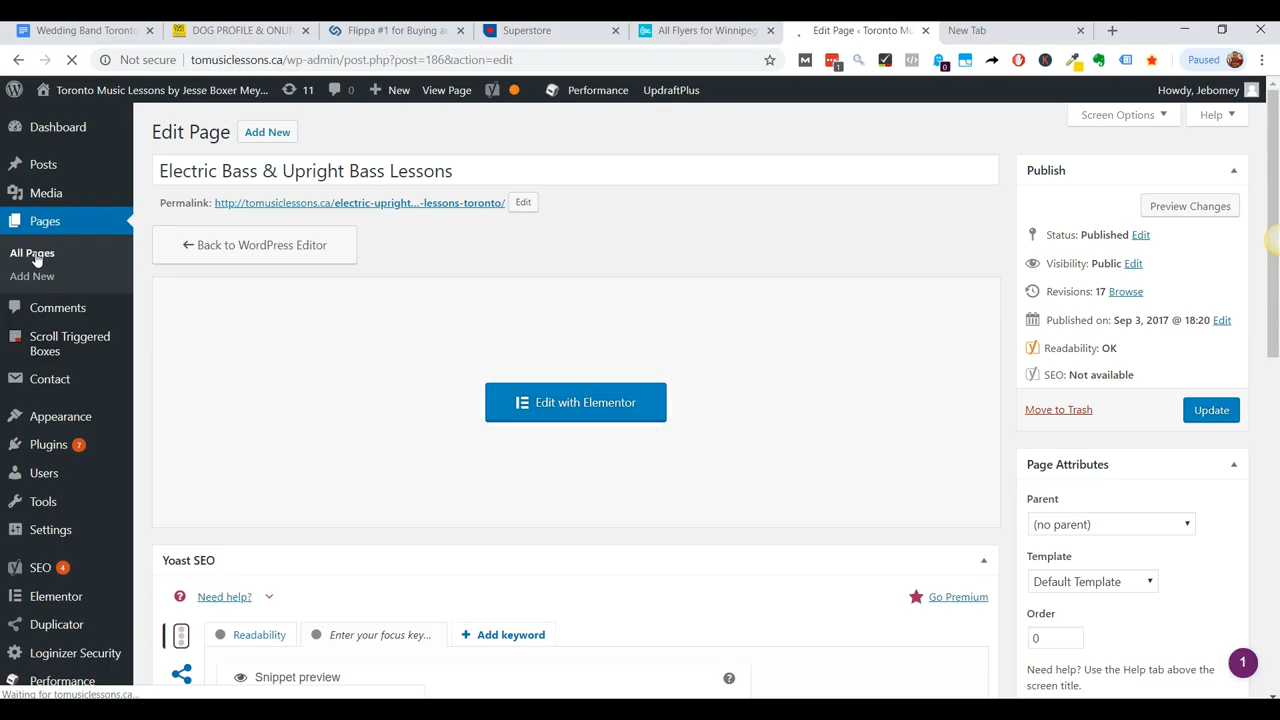 Wedding Band Toront
DOG PROFILE & ONLIN
Flippa #1 for Buying an
Superstore
All Flyers for Winnipeg
Edit Page ‹ Toronto Mu
New Tab
Not secure | tomusiclessons.ca/wp-admin/post.php?post=186&action=edit
Paused
Toronto Music Lessons by Jesse Boxer Mey...
11
0
New
View Page
Performance
UpdraftPlus
Howdy, Jebomey
Dashboard
Posts
Media
Pages
All Pages
Add New
Comments
Scroll Triggered
Boxes
Contact
Appearance
Plugins 7
Users
Tools
Settings
SEO 4
Elementor
Duplicator
Loginizer Security
Performance
Waiting for tomusiclessons.ca...
Screen Options
Help
Edit Page
Add New
Electric Bass & Upright Bass Lessons
Permalink: http://tomusiclessons.ca/electric-upright...-lessons-toronto/ Edit
← Back to WordPress Editor
Edit with Elementor
Yoast SEO
Need help?
Go Premium
Readability
Enter your focus key...
+ Add keyword
Snippet preview
Publish
Preview Changes
Status: Published Edit
Visibility: Public Edit
Revisions: 17 Browse
Published on: Sep 3, 2017 @ 18:20 Edit
Readability: OK
SEO: Not available
Move to Trash
Update
Page Attributes
Parent
(no parent)
Template
Default Template
Order
0
Need help? Use the Help tab above the
screen title.
1